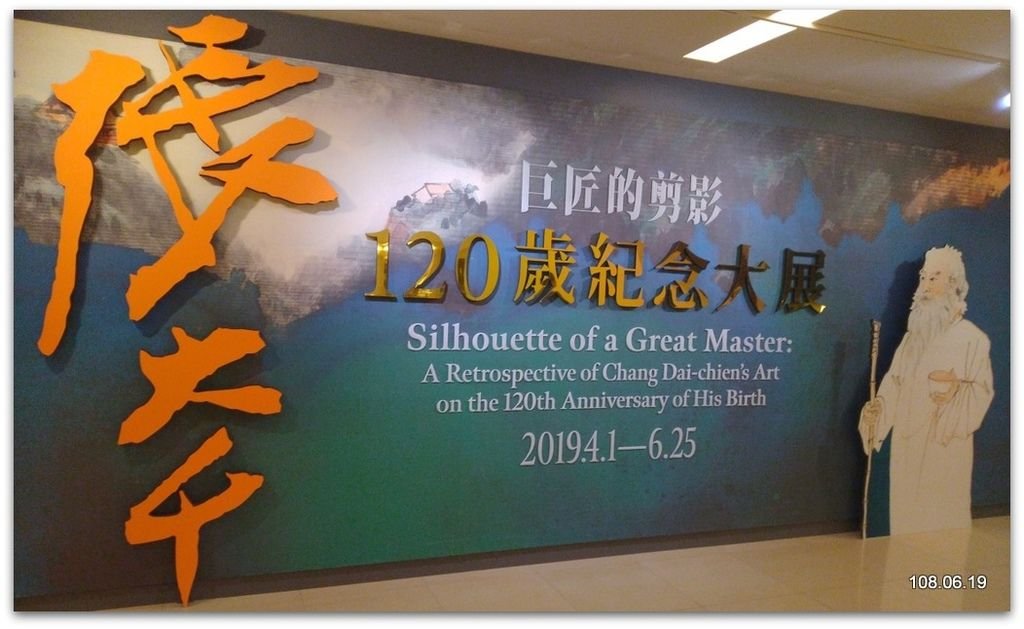 張大千
巨匠的剪影
120歲紀念大展
Silhouette of a Great Master:
A Retrospective of Chang Dai-chien's Art
on the 120th Anniversary of His Birth
2019.4.1—6.25
108.06.19